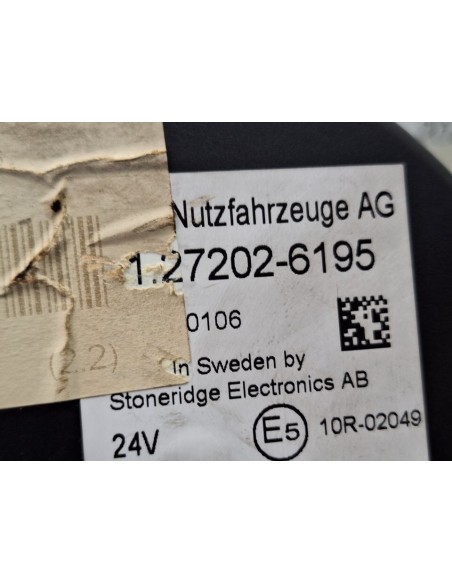 Nutzfahrzeuge AG
1.27202-6195
0106
In Sweden by
Stoneridge Electronics AB
24V
E5
10R-02049
(2.2)